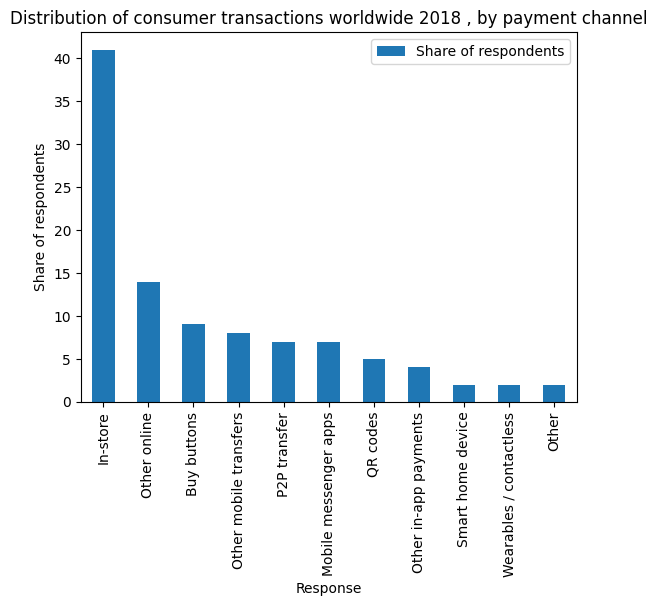 Distribution of consumer transactions worldwide 2018 , by payment channel
Share of respondents
Share of respondents
40
35
30
25
20
15
10
5
0
In-store
Other online
Buy buttons
Other mobile transfers
P2P transfer
Mobile messenger apps
QR codes
Other in-app payments
Smart home device
Wearables / contactless
Other
Response